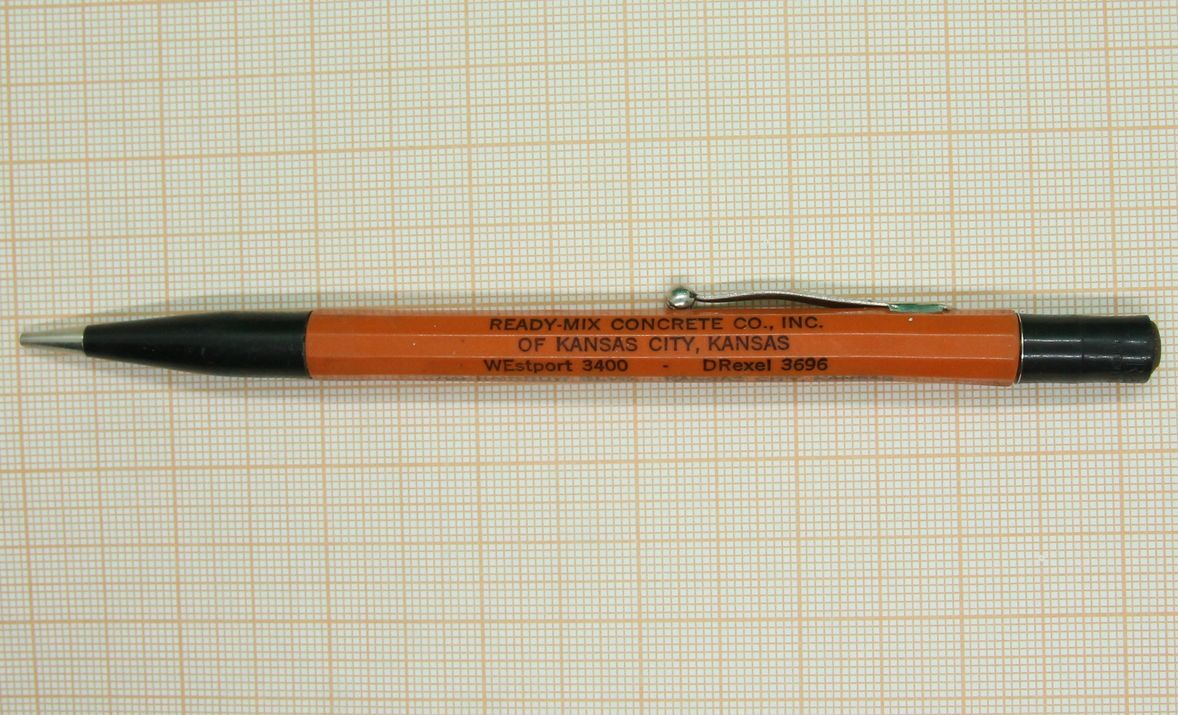 READY-MIX CONCRETE CO., INC.
OF KANSAS CITY, KANSAS
WEstport 3400 - DRexel 3696